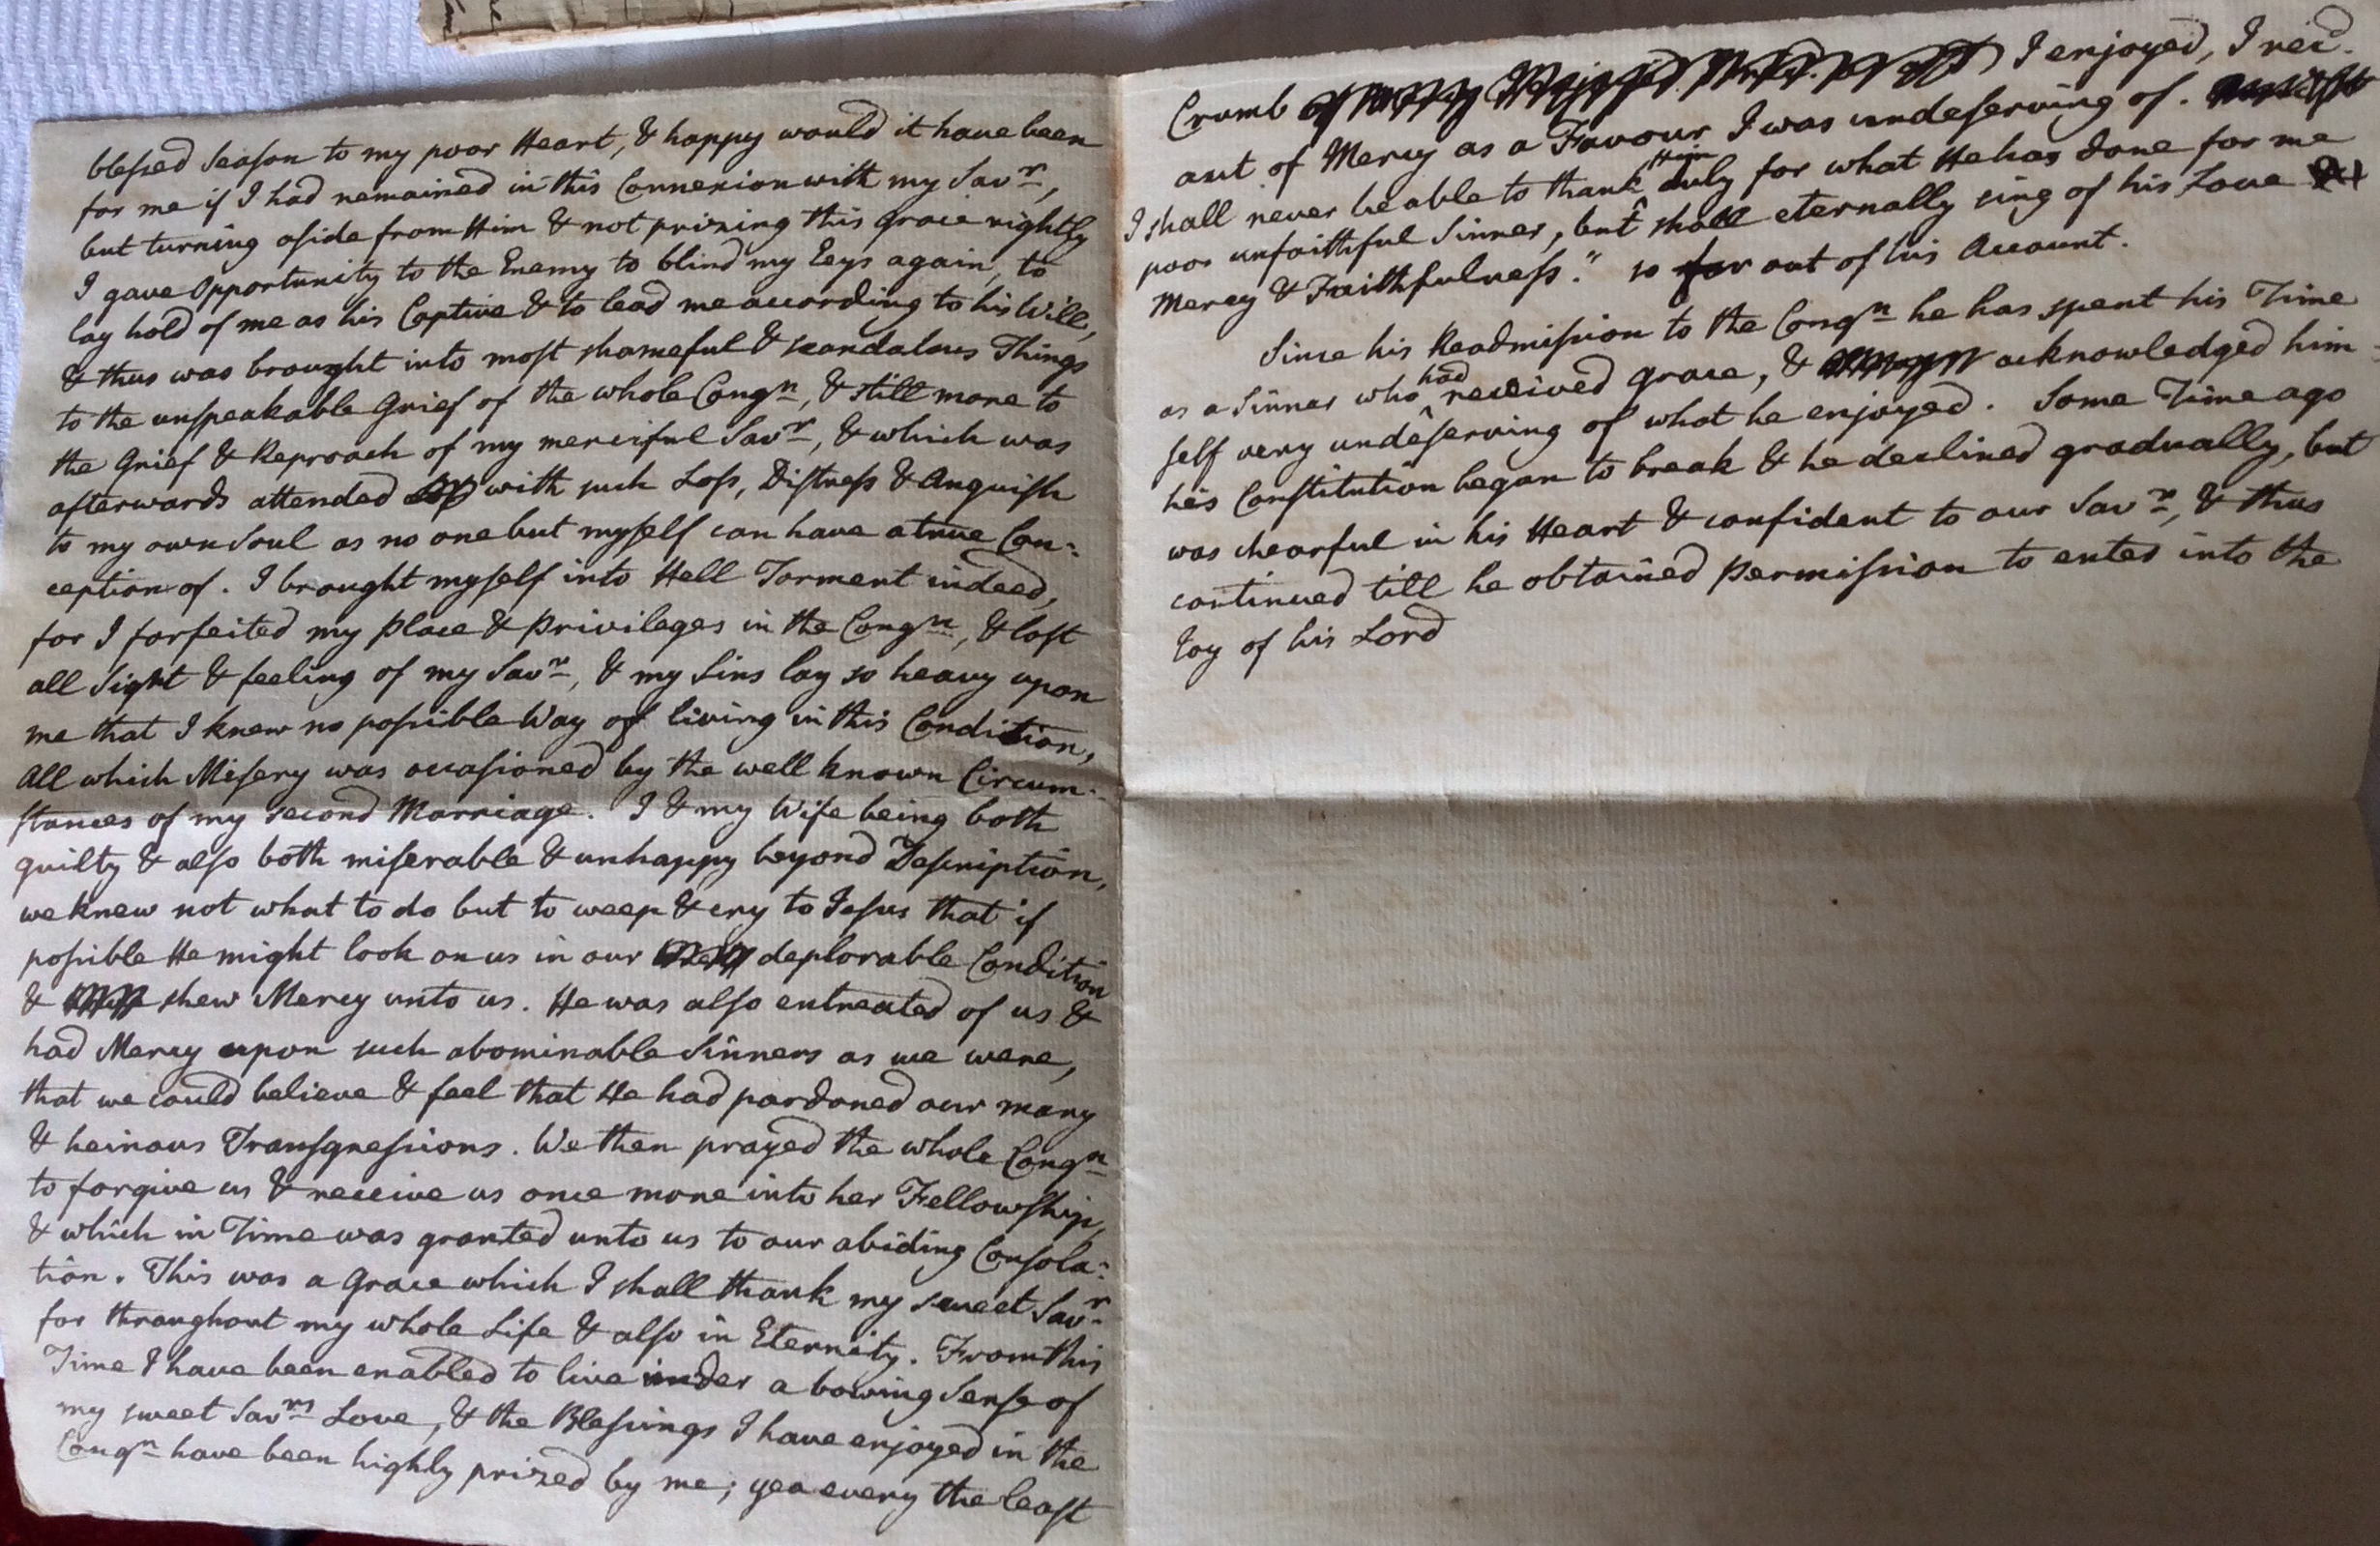 blessed Season to my poor Heart, & happy would it have been
for me if I had remained in this Connexion with my Savr,
but turning aside from Him & not prizing this Grace rightly
I gave Opportunity to the Enemy to blind my Eeys again, to
lay hold of me as his Captive & to lead me according to his Will,
& thus was brought into most shameful & scandalous Things
to the unspeakable Grief of the whole Congn, & still more to
the Grief & Reproach of my merciful Savr, & which was
afterwards attended with such Loss, Distress & Anguish
to my own Soul as no one but myself can have a true Con:
ception of. I brought myself into Hell Torment indeed,
for I forfeited my Place & Privileges in the Congn, & lost
all Sight & feeling of my Savr, & my Sins lay so heavy upon
me that I knew no possible Way of living in this Condition,
All which Misery was occasioned by the well known Circum:
stances of my second Marriage. I & my Wife being both
guilty & also both miserable & unhappy beyond Description,
we knew not what to do but to weep & cry to Jesus that if
possible He might look on us in our deplorable Condition
& shew Mercy unto us. He was also entreated of us &
had Mercy upon such abominable Sinners as we were,
that we could believe & feel that He had pardoned our many
& heinous Transgressions. We then prayed the whole Congn
to forgive us & receive us once more into her Fellowship,
& which in Time was granted unto us to our abiding Consola:
tion. This was a Grace which I shall thank my sweet Savr
for throughout my whole Life & also in Eternity. From this
Time I have been enabled to live under a bowing Sense of
my sweet Savrs Love, & the Blessings I have enjoyed in the
Congn have been highly prized by me; yea every the least
Crumb I enjoyed, I recd.
out of Mercy as a Favour I was undeserving of.
I shall never be able to thank Him duly for what He has done for me
poor unfaithful Sinner, but shall eternally sing of his Love
Mercy & Faithfulness." so far out of his Account.
Since his Readmission to the Congn he has spent his Time
as a Sinner who had received Grace, & acknowledged him-
self very undeserving of what he enjoyed. Some Time ago
his Constitution began to break & he declined gradually, but
was chearful in his Heart & confident to our Savr, & thus
continued till he obtained Permission to enter into the
Joy of his Lord